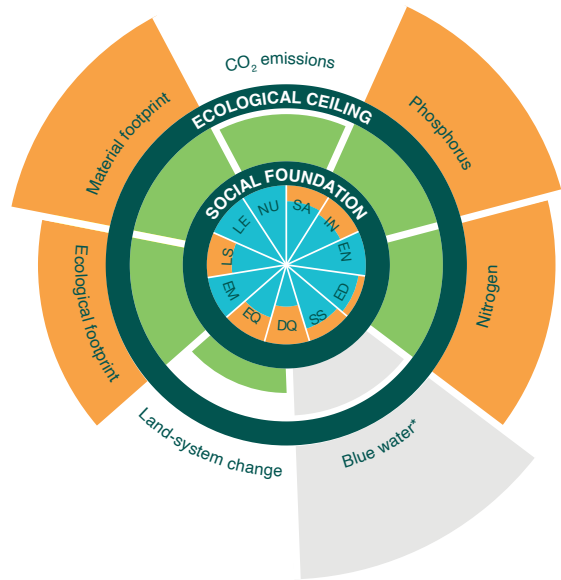 CO₂ emissions
ECOLOGICAL CEILING
Material footprint
Phosphorus
SOCIAL FOUNDATION
NU
SA
LE
IN
LS
EN
EM
ED
EQ
SS
DQ
Ecological footprint
Nitrogen
Land-system change
Blue water*